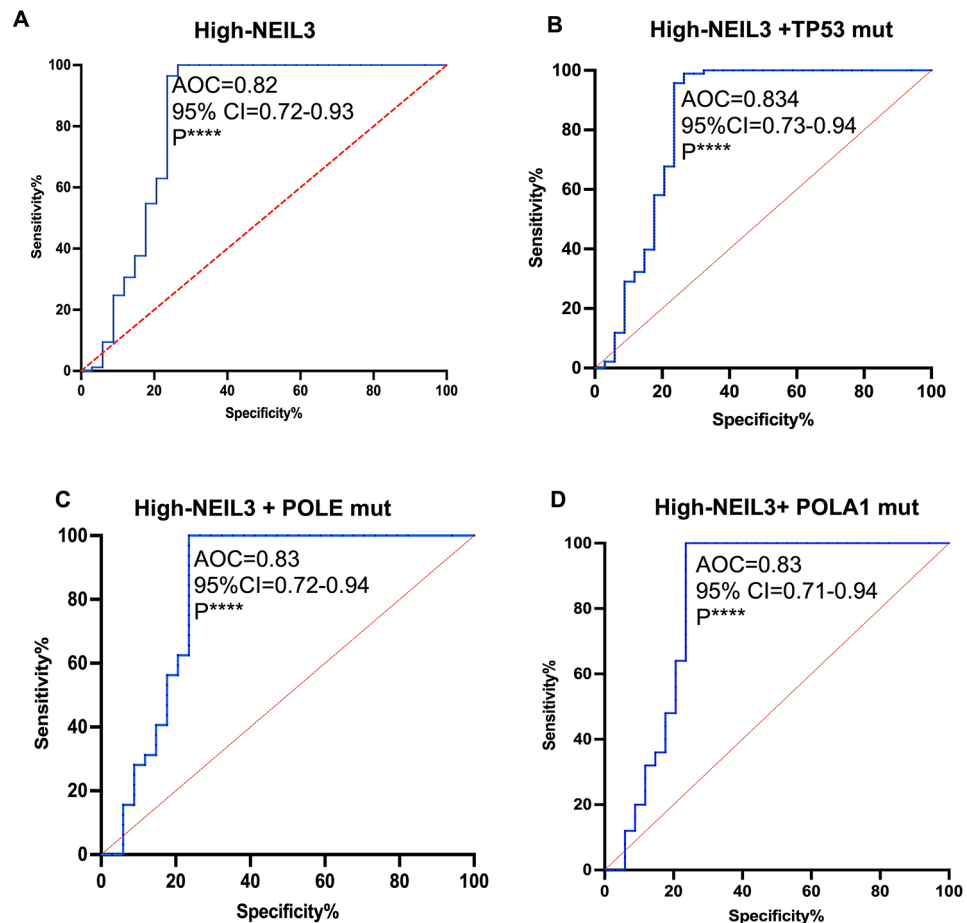 A
High-NEIL3
100
80
60
40
20
0
Sensitivity%
AOC=0.82
95% CI=0.72-0.93
P****
0 20 40 60 80 100
Specificity%
B
High-NEIL3 +TP53 mut
100
80
60
40
20
0
Sensitivity%
AOC=0.834
95%CI=0.73-0.94
P****
0 20 40 60 80 100
Specificity%
C
High-NEIL3 + POLE mut
100
80
60
40
20
0
Sensitivity%
AOC=0.83
95%CI=0.72-0.94
P****
0 20 40 60 80 100
Specificity%
D
High-NEIL3+ POLA1 mut
100
80
60
40
20
0
Sensitivity%
AOC=0.83
95% CI=0.71-0.94
P****
0 20 40 60 80 100
Specificity%